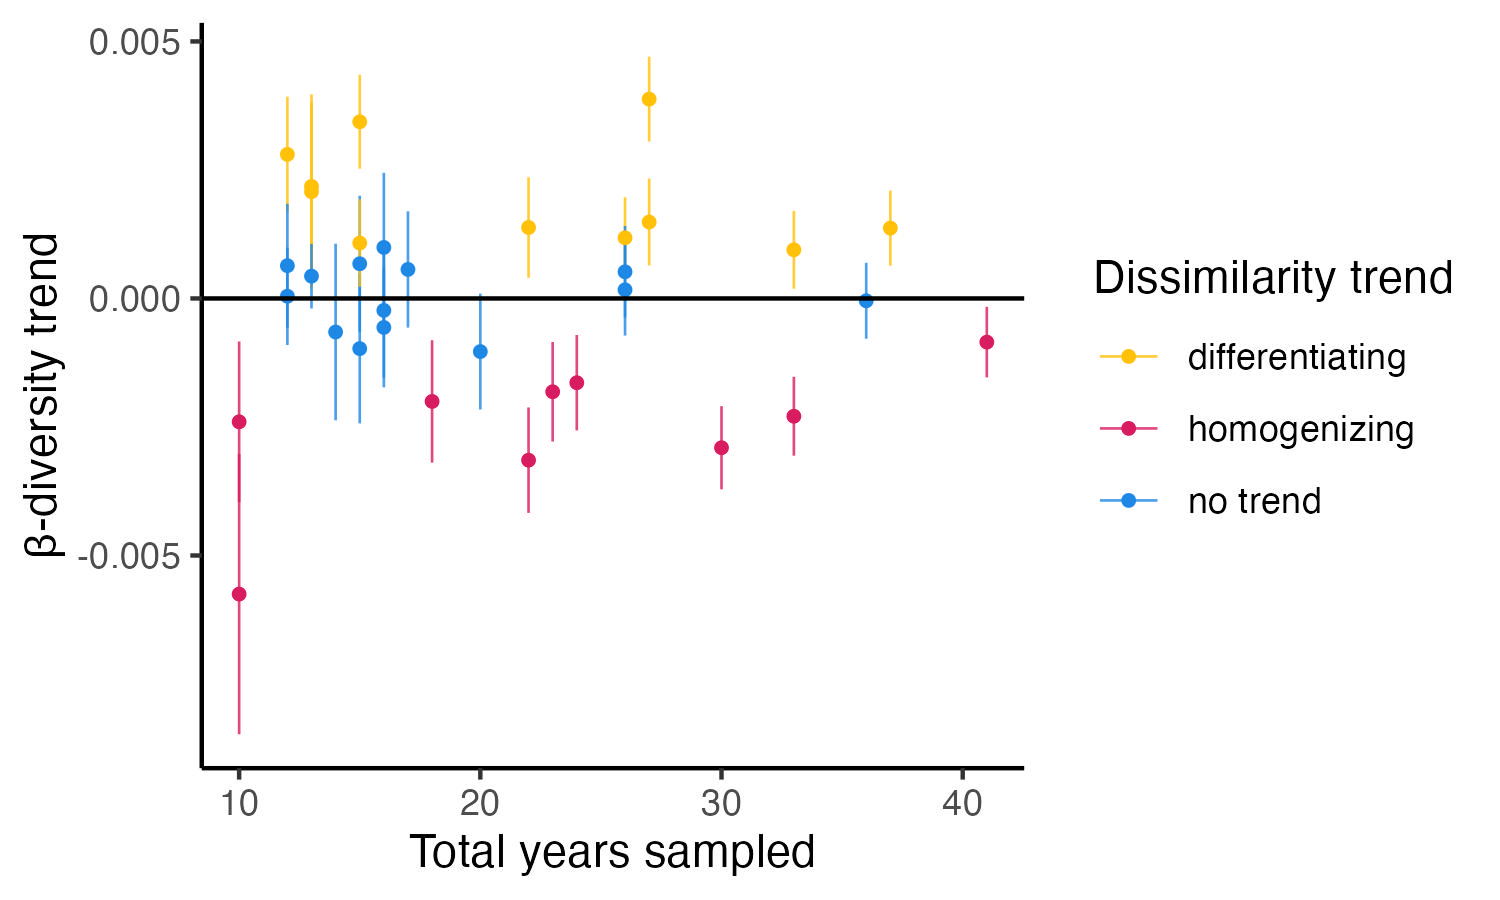 0.005
0.000
-0.005
β-diversity trend
10 20 30 40
Total years sampled
Dissimilarity trend
differentiating
homogenizing
no trend